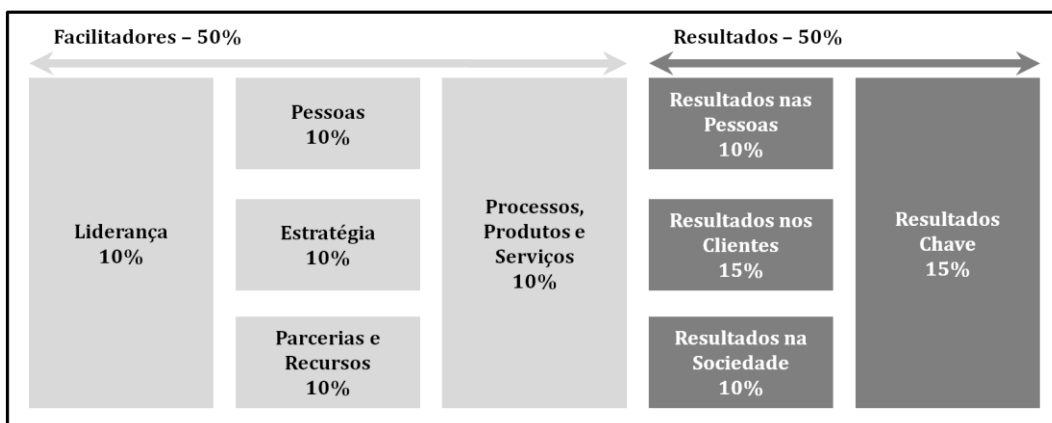 Facilitadores – 50%
Resultados – 50%
Liderança
10%
Pessoas
10%
Estratégia
10%
Parcerias e
Recursos
10%
Processos,
Produtos e
Serviços
10%
Resultados nas
Pessoas
10%
Resultados nos
Clientes
15%
Resultados na
Sociedade
10%
Resultados
Chave
15%